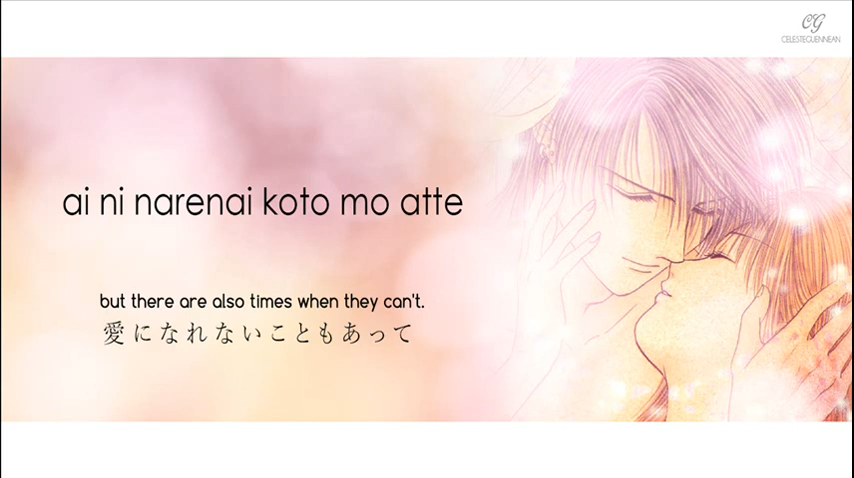 CG
CELESTEGUENNEAN
ai ni narenai koto mo atte
but there are also times when they can't.
愛になれないこともあって